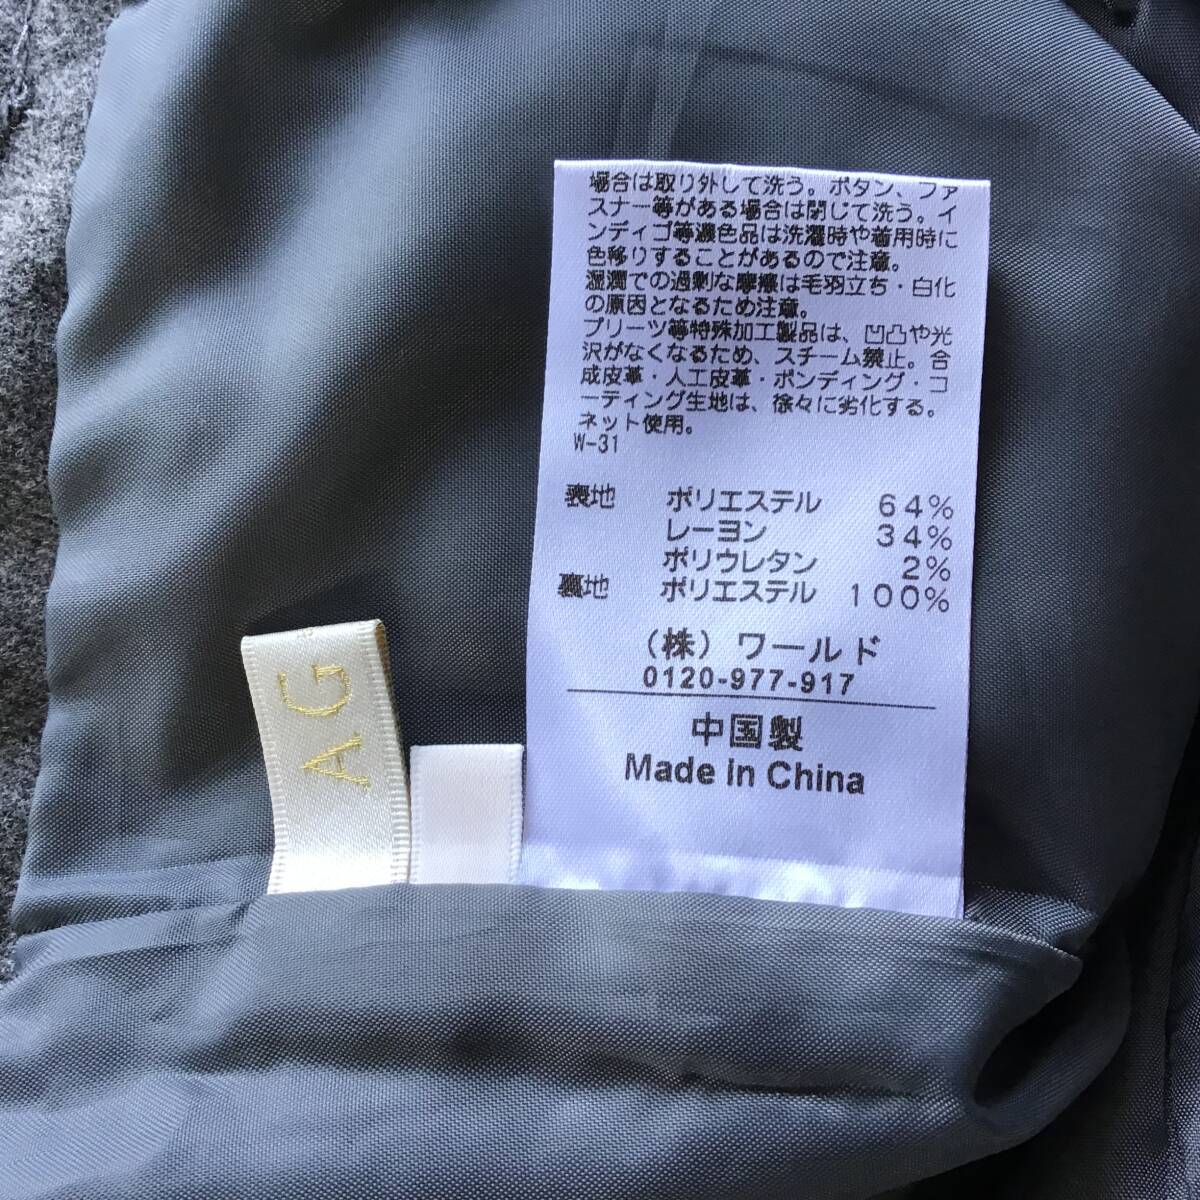 場合は取り外して洗う。ボタン、ファ
スナー等がある場合は閉じて洗う。イ
ンディゴ等濃色品は洗濯時や着用時に
色移りすることがあるので注意。
湿潤での過剰な摩擦は毛羽立ち・白化
の原因となるため注意。
プリーツ等特殊加工製品は、凹凸や光
沢がなくなるため、スチーム禁止。合
成皮革・人工皮革・ボンディング・コ
ーティング生地は、徐々に劣化する。
ネット使用。
W-31
表地 ポリエステル 64%
レーヨン 34%
ポリウレタン 2%
裏地 ポリエステル 100%
(株) ワールド
0120-977-917
中国製
Made In China
AG